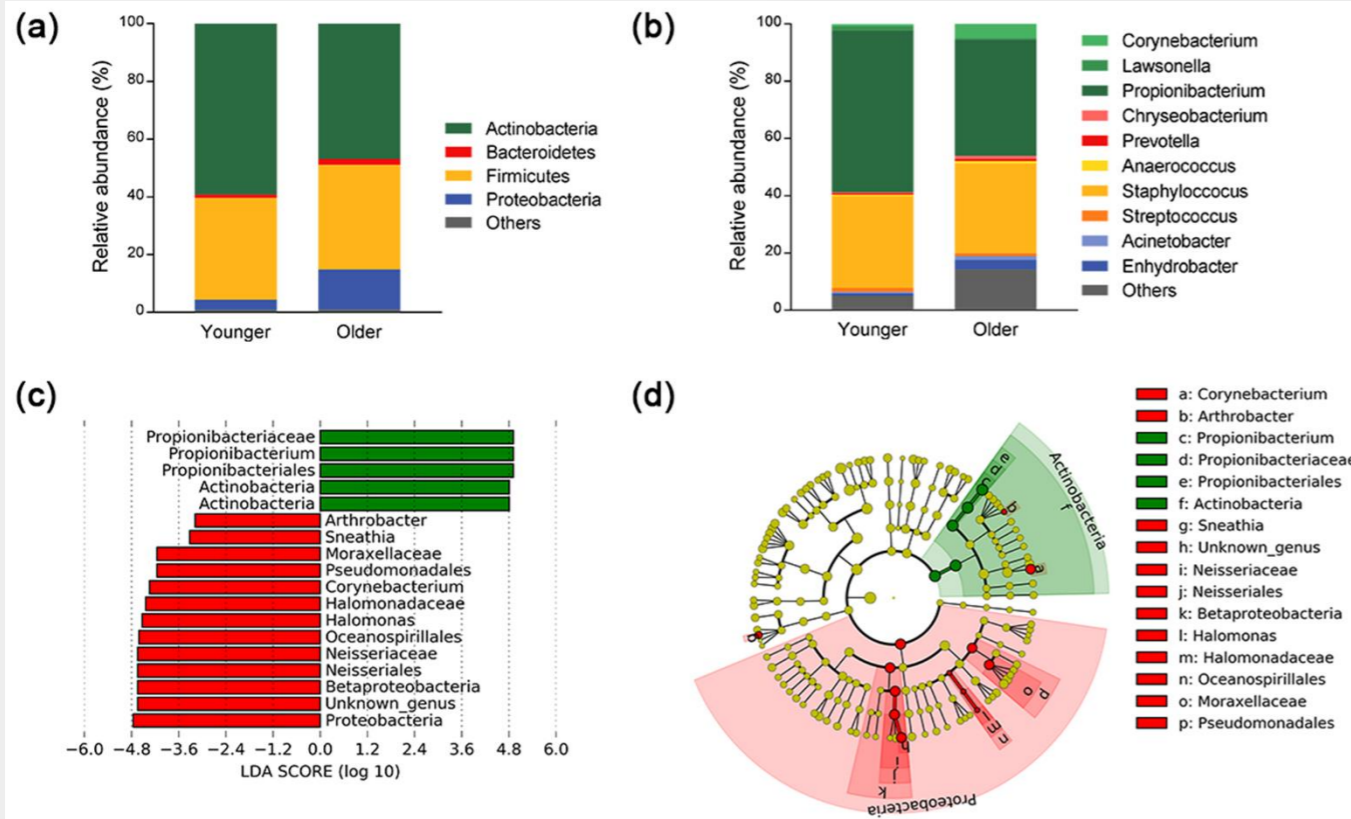 (a)
Relative abundance (%)
100
80
60
40
20
0
Younger
Older
Actinobacteria
Bacteroidetes
Firmicutes
Proteobacteria
Others
(b)
Relative abundance (%)
100
80
60
40
20
0
Younger
Older
Corynebacterium
Lawsonella
Propionibacterium
Chryseobacterium
Prevotella
Anaerococcus
Staphyloccocus
Streptococcus
Acinetobacter
Enhydrobacter
Others
(c)
Propionibacteriaceae
Propionibacterium
Propionibacteriales
Actinobacteria
Actinobacteria
Arthrobacter
Sneathia
Moraxellaceae
Pseudomonadales
Corynebacterium
Halomonadaceae
Halomonas
Oceanospirillales
Neisseriaceae
Neisseriales
Betaproteobacteria
Unknown_genus
Proteobacteria
−6.0 −4.8 −3.6 −2.4 −1.2 0.0 1.2 2.4 3.6 4.8 6.0
LDA SCORE (log 10)
(d)
Actinobacteria
f
e
d
c
b
a
p
o
n
m
l
h
i
j
k
g
Proteobacteria
a: Corynebacterium
b: Arthrobacter
c: Propionibacterium
d: Propionibacteriaceae
e: Propionibacteriales
f: Actinobacteria
g: Sneathia
h: Unknown_genus
i: Neisseriaceae
j: Neisseriales
k: Betaproteobacteria
l: Halomonas
m: Halomonadaceae
n: Oceanospirillales
o: Moraxellaceae
p: Pseudomonadales